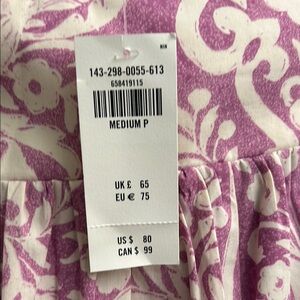 143-298-0055-613
658419115
MEDIUM P
UK £ 65
EU € 75
US $ 80
CAN $ 99